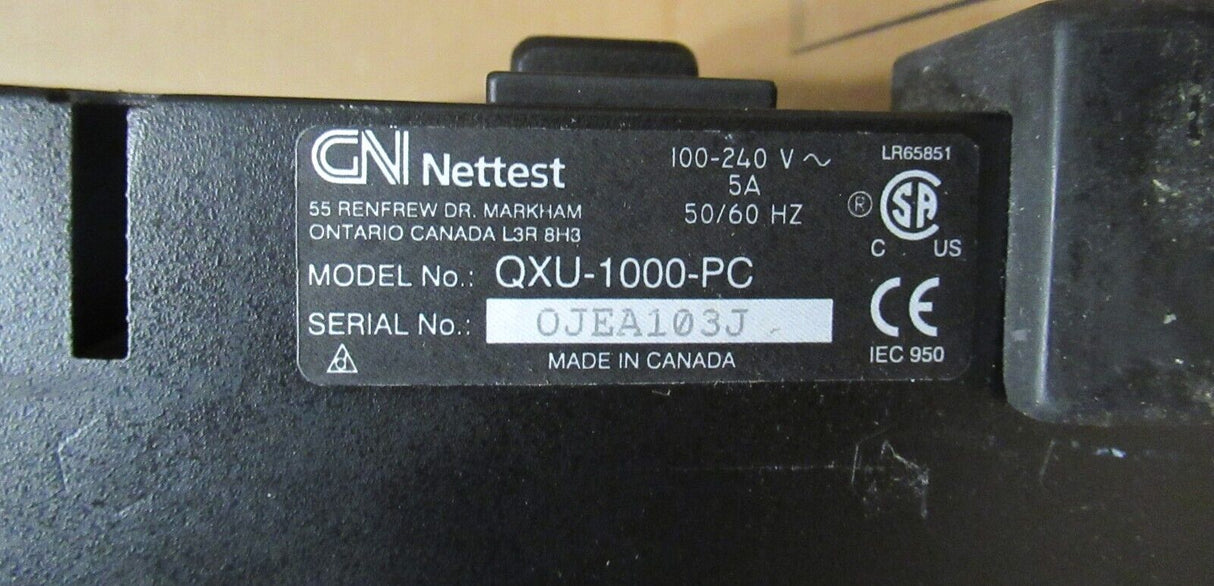 GN Nettest
55 RENFREW DR. MARKHAM
ONTARIO CANADA L3R 8H3
100-240 V ~
5A
50/60 HZ
LR65851
® SA
C US
MODEL No.: QXU-1000-PC
SERIAL No.: OJEA103J
MADE IN CANADA
CE
IEC 950